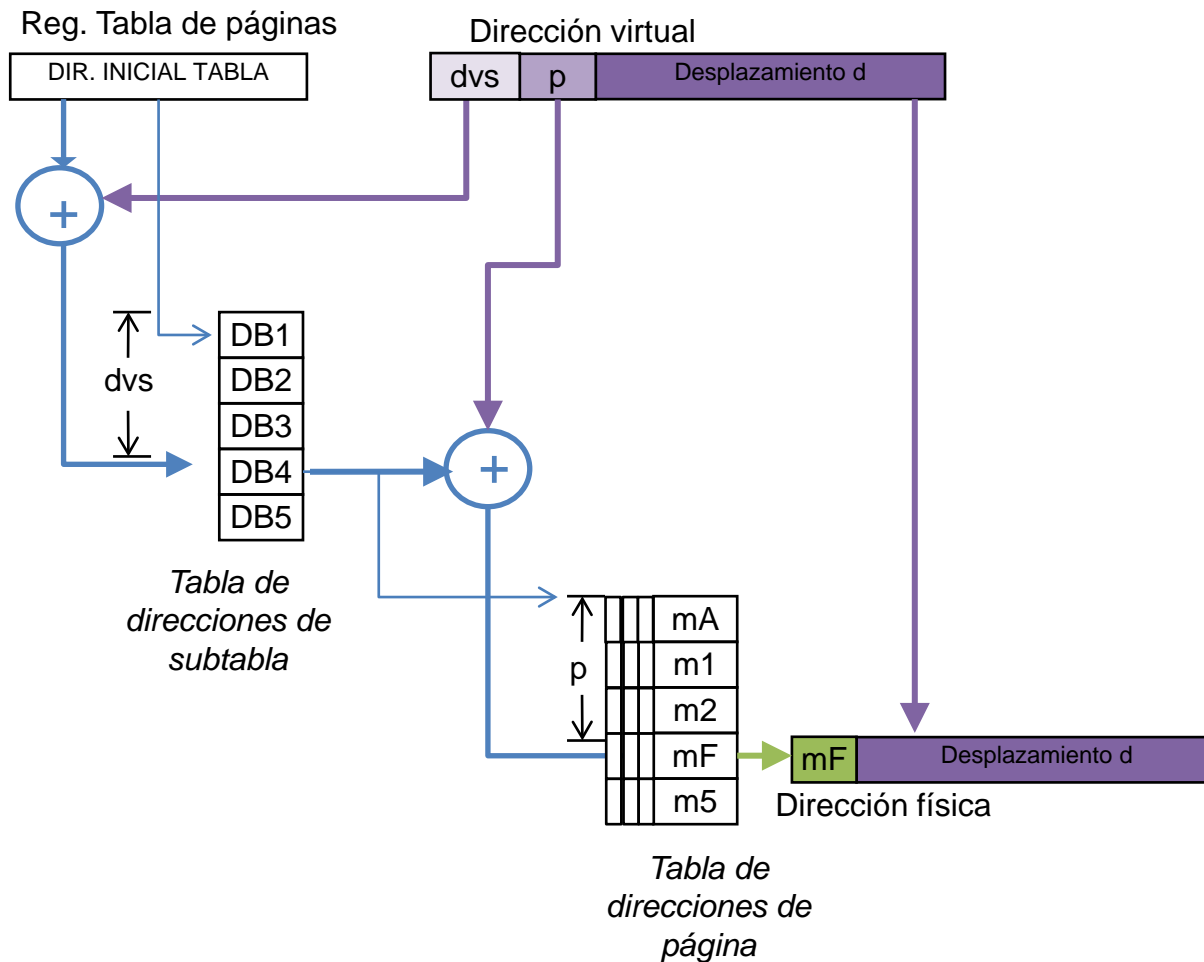 Reg. Tabla de páginas
Dirección virtual
DIR. INICIAL TABLA
dvs
p
Desplazamiento d
+
dvs
DB1
DB2
DB3
DB4
DB5
+
Tabla de
direcciones de
subtabla
p
mA
m1
m2
mF
m5
mF
Desplazamiento d
Dirección física
Tabla de
direcciones de
página